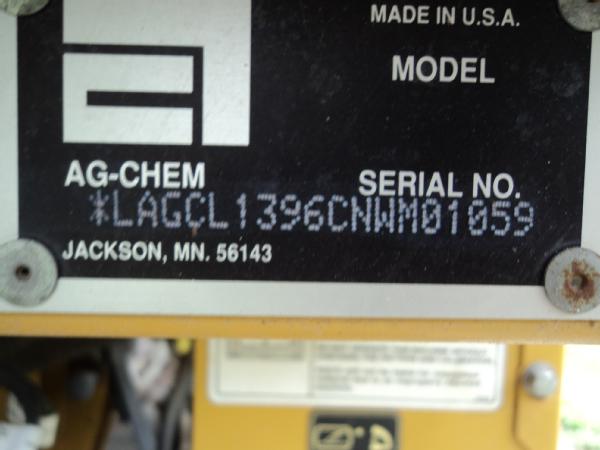 MADE IN U.S.A.
MODEL
AG-CHEM
SERIAL NO.
*LAGCL1396CNWM01059
JACKSON, MN. 56143